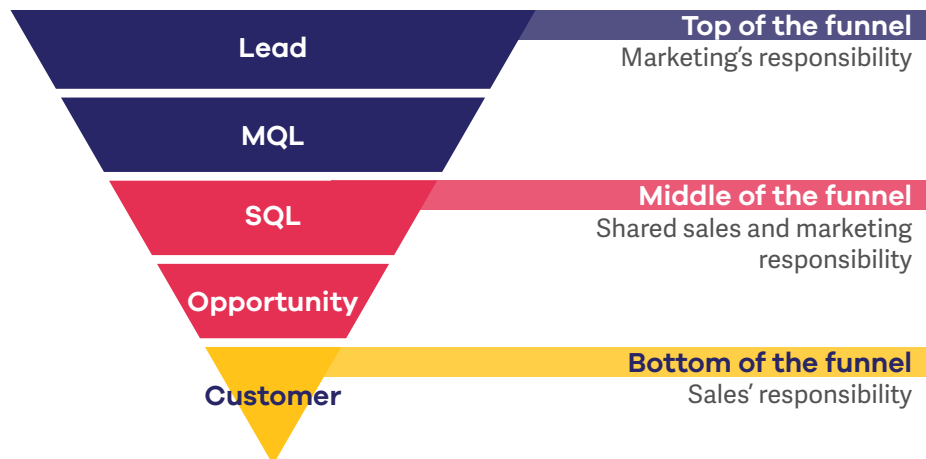 Lead
MQL
SQL
Opportunity
Customer
Top of the funnel
Marketing’s responsibility
Middle of the funnel
Shared sales and marketing
responsibility
Bottom of the funnel
Sales’ responsibility